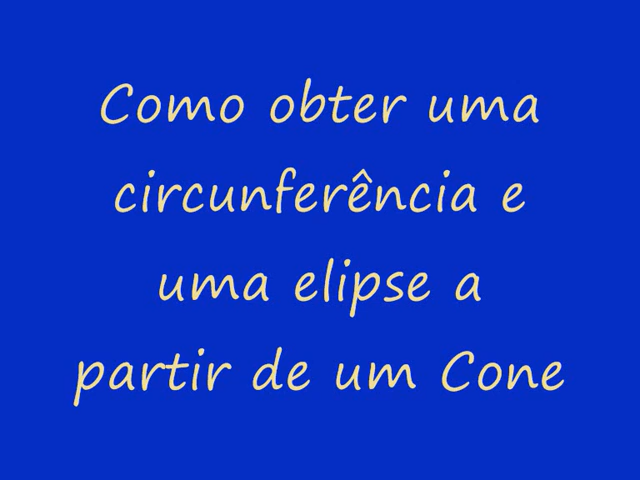 Como obter uma
circunferência e
uma elipse a
partir de um Cone